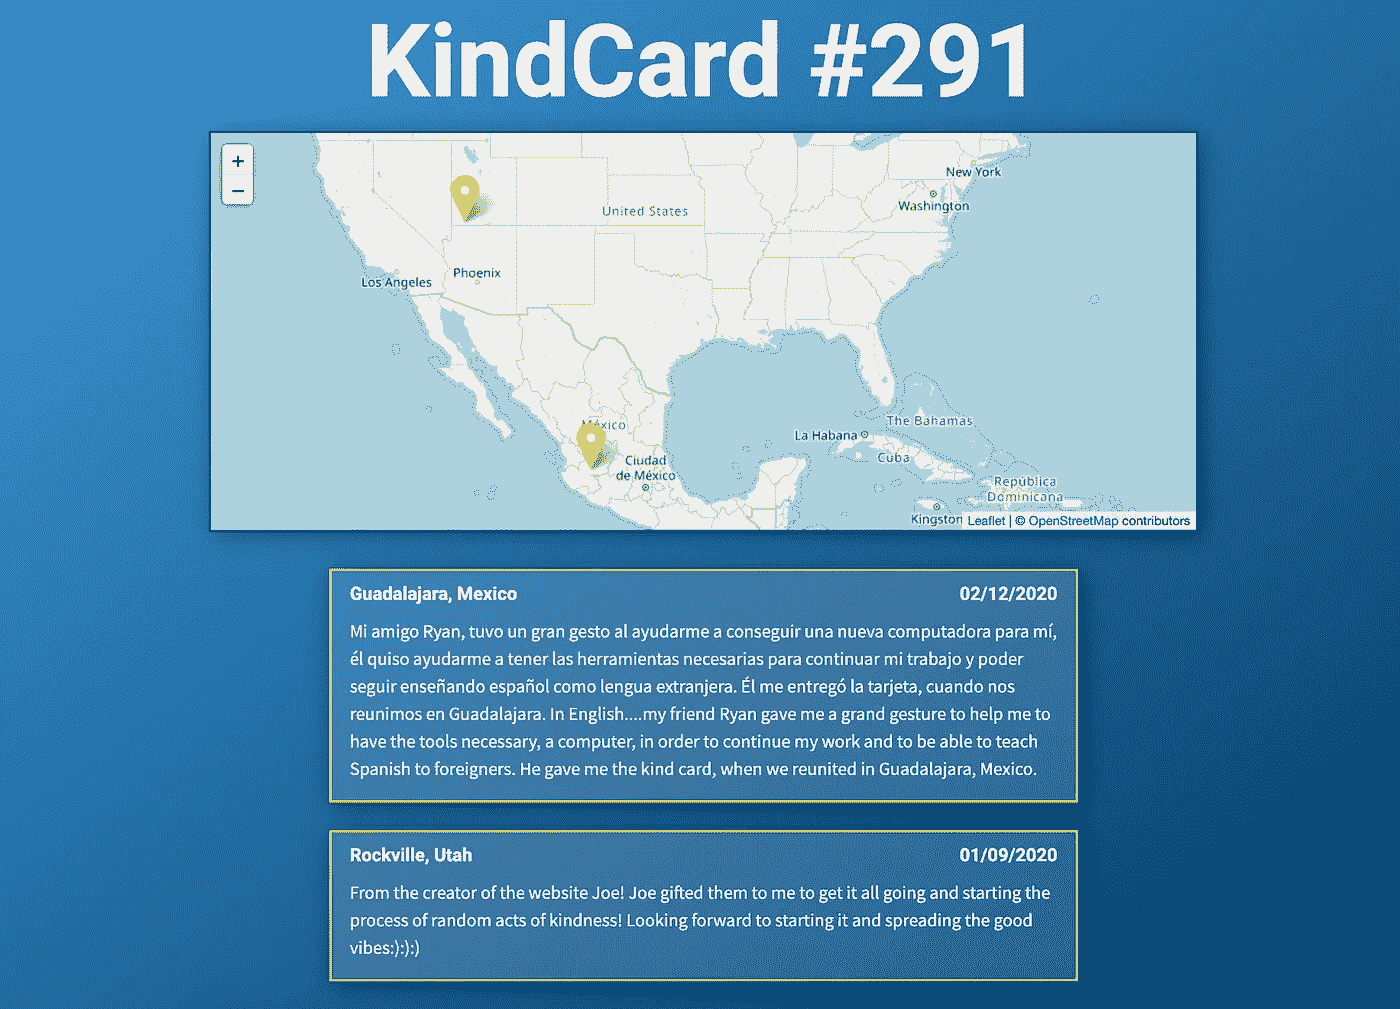 KindCard #291
+
−
New York
Washington
United States
Los Angeles
Phoenix
México
Ciudad
de México
La Habana
The Bahamas
Cuba
República
Dominicana
Kingston
Leaflet | © OpenStreetMap contributors
Guadalajara, Mexico 02/12/2020
Mi amigo Ryan, tuvo un gran gesto al ayudarme a conseguir una nueva computadora para mí,
él quiso ayudarme a tener las herramientas necesarias para continuar mi trabajo y poder
seguir enseñando español como lengua extranjera. Él me entregó la tarjeta, cuando nos
reunimos en Guadalajara. In English....my friend Ryan gave me a grand gesture to help me to
have the tools necessary, a computer, in order to continue my work and to be able to teach
Spanish to foreigners. He gave me the kind card, when we reunited in Guadalajara, Mexico.
Rockville, Utah 01/09/2020
From the creator of the website Joe! Joe gifted them to me to get it all going and starting the
process of random acts of kindness! Looking forward to starting it and spreading the good
vibes:):):)